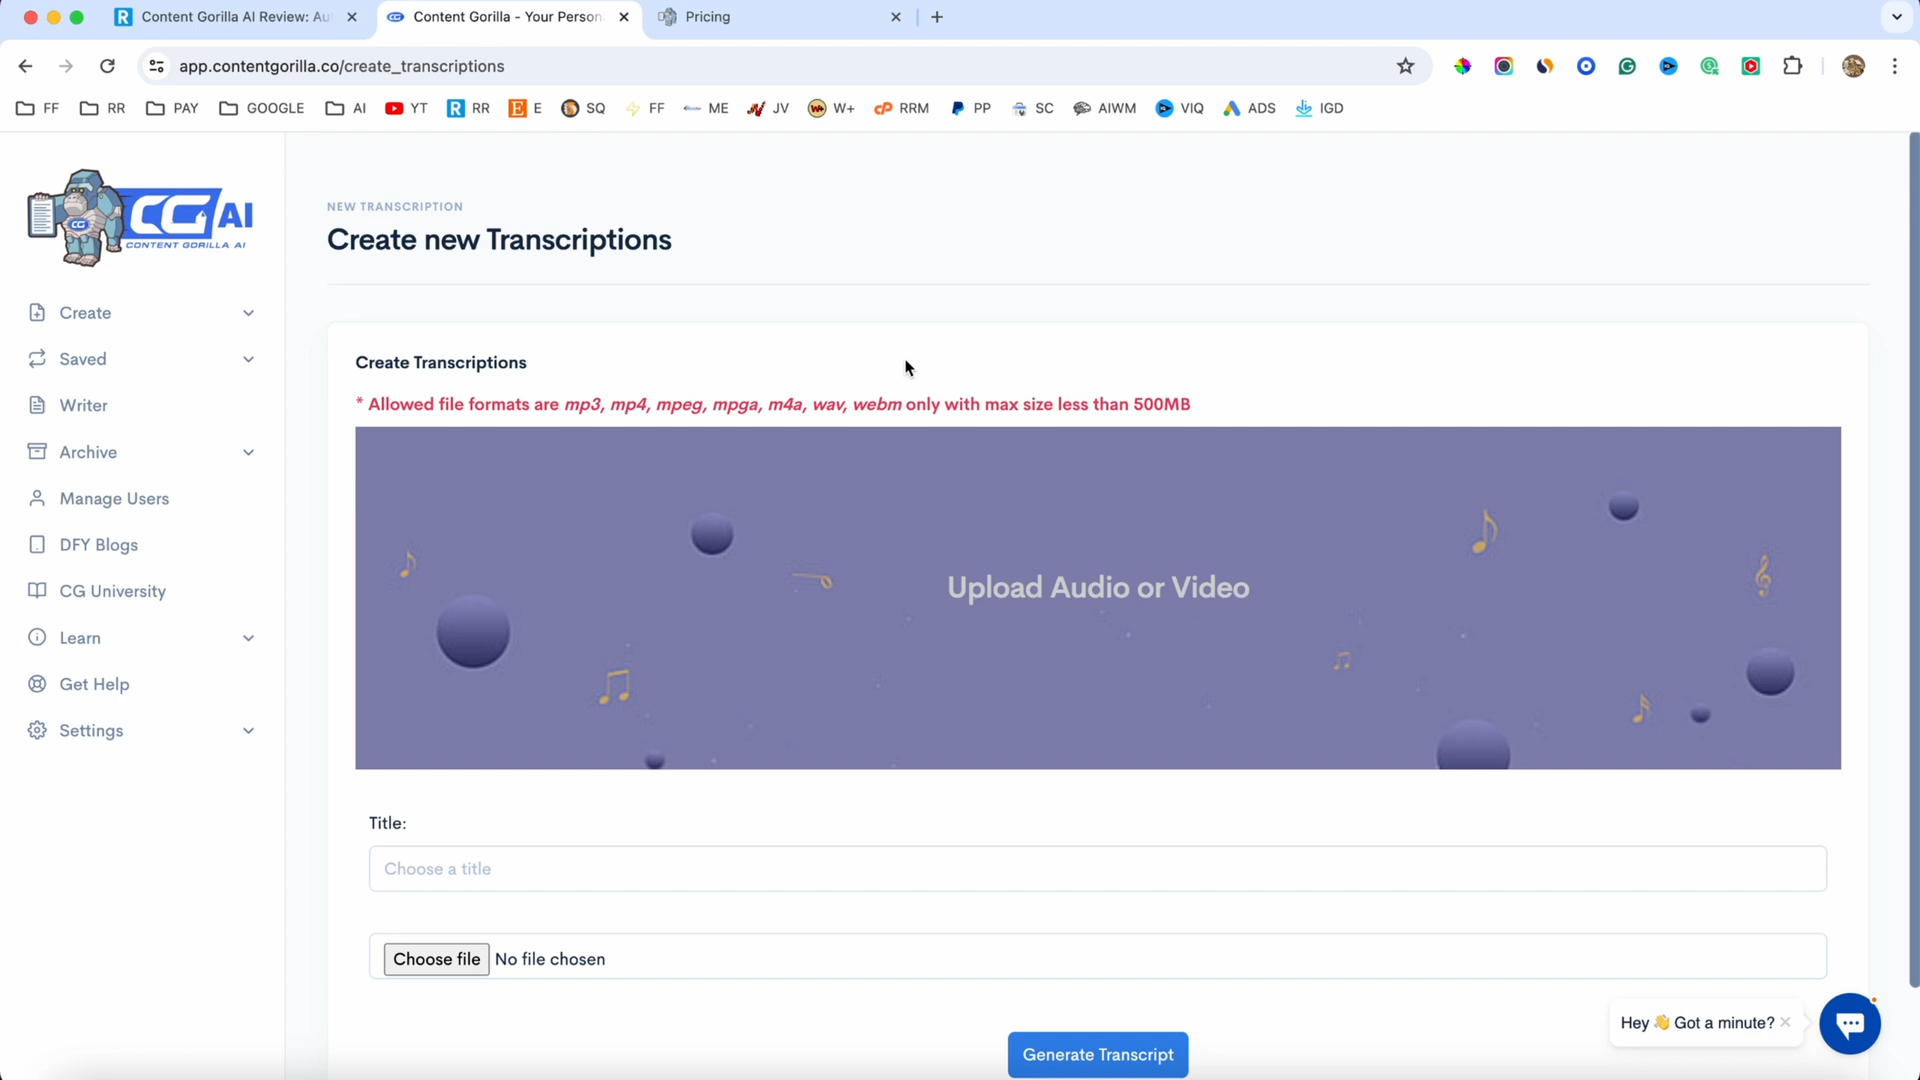 Content Gorilla AI Review: Au
Content Gorilla - Your Person
Pricing
app.contentgorilla.co/create_transcriptions
FF
RR
PAY
GOOGLE
AI
YT
RR
E
SQ
FF
ME
JV
W+
RRM
PP
SC
AIWM
VIQ
ADS
IGD
CG AI
CONTENT GORILLA AI
Create
Saved
Writer
Archive
Manage Users
DFY Blogs
CG University
Learn
Get Help
Settings
NEW TRANSCRIPTION
Create new Transcriptions
Create Transcriptions
* Allowed file formats are mp3, mp4, mpeg, mpga, m4a, wav, webm only with max size less than 500MB
Upload Audio or Video
Title:
Choose a title
Choose file No file chosen
Generate Transcript
Hey 👋 Got a minute?